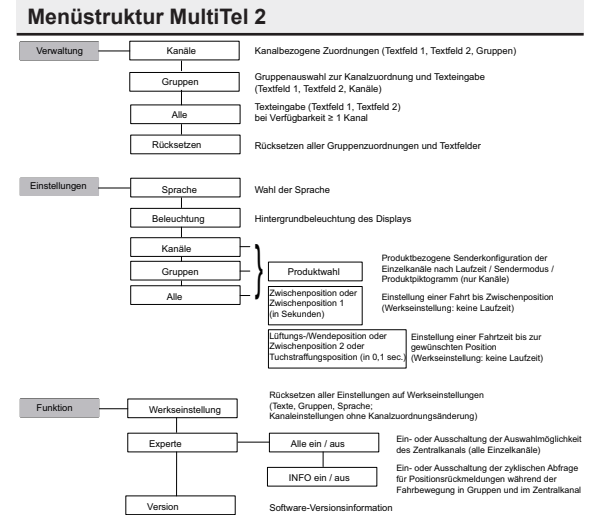 Menüstruktur MultiTel 2
Verwaltung
Kanäle
Kanalbezogene Zuordnungen (Textfeld 1, Textfeld 2, Gruppen)
Gruppen
Gruppenauswahl zur Kanalzuordnung und Texteingabe
(Textfeld 1, Textfeld 2, Kanäle)
Alle
Texteingabe (Textfeld 1, Textfeld 2)
bei Verfügbarkeit ≥ 1 Kanal
Rücksetzen
Rücksetzen aller Gruppenzuordnungen und Textfelder
Einstellungen
Sprache
Wahl der Sprache
Beleuchtung
Hintergrundbeleuchtung des Displays
Kanäle
Gruppen
Alle
Produktwahl
Produktbezogene Senderkonfiguration der
Einzelkanäle nach Laufzeit / Sendermodus /
Produktpiktogramm (nur Kanäle)
Zwischenposition oder
Zwischenposition 1
(in Sekunden)
Einstellung einer Fahrt bis Zwischenposition
(Werkseinstellung: keine Laufzeit)
Lüftungs-/Wendeposition oder
Zwischenposition 2 oder
Tuchstraffungsposition (in 0,1 sec.)
Einstellung einer Fahrtzeit bis zur
gewünschten Position
(Werkseinstellung: keine Laufzeit)
Funktion
Werkseinstellung
Rücksetzen aller Einstellungen auf Werkseinstellungen
(Texte, Gruppen, Sprache;
Kanaleinstellungen ohne Kanalzuordnungsänderung)
Experte
Alle ein / aus
Ein- oder Ausschaltung der Auswahlmöglichkeit
des Zentralkanals (alle Einzelkanäle)
INFO ein / aus
Ein- oder Ausschaltung der zyklischen Abfrage
für Positionsrückmeldungen während der
Fahrbewegung in Gruppen und im Zentralkanal
Version
Software-Versionsinformation